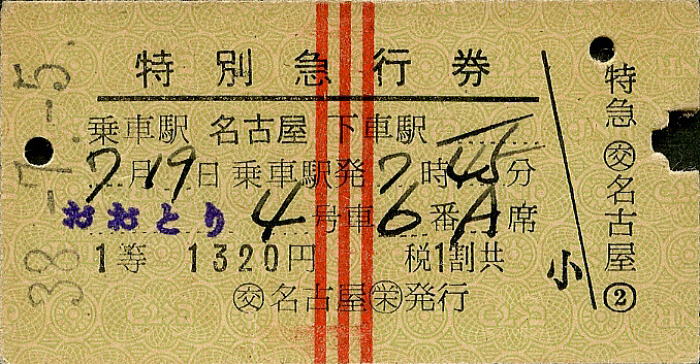 38.-7.-5.
特別急行券
乗車駅 名古屋 下車駅
7月19日 乗車駅発 7時45分
おおとり 4号車 6番A席
1等 1320円 税1割共
㊋名古屋㊍発行
小
特急 交 名古屋 ②